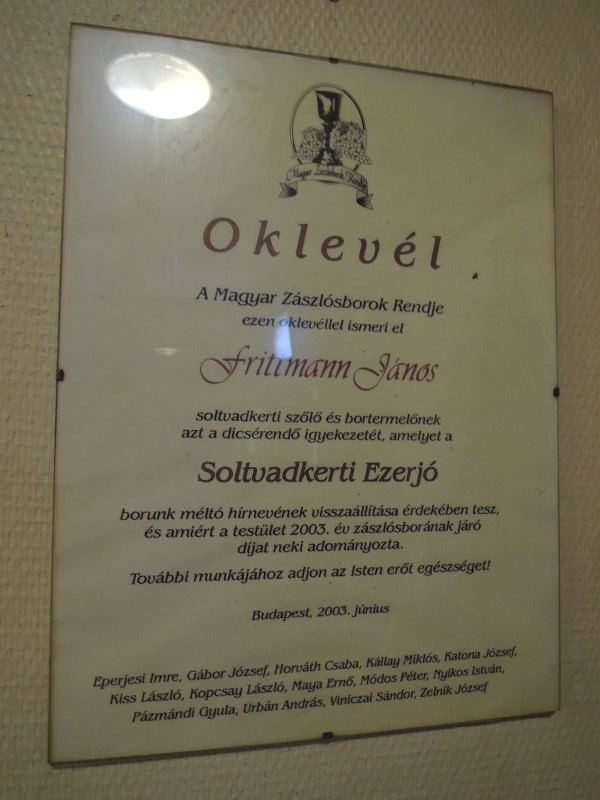 Magyar Zászlósborok Rendje
Oklevél
A Magyar Zászlósborok Rendje
ezen oklevéllel ismeri el
Frittmann János
soltvadkerti szőlő és bortermelőnek
azt a dicsérendő igyekezetét, amelyet a
Soltvadkerti Ezerjó
borunk méltó hírnevének visszaállítása érdekében tesz,
és amiért a testület 2003. év zászlósborának járó
díjat neki adományozta.
További munkájához adjon az Isten erőt egészséget!
Budapest, 2003. június
Eperjesi Imre, Gábor József, Horváth Csaba, Kállay Miklós, Katona József,
Kiss László, Kopcsay László, Maya Ernő, Módos Péter, Nyikos István,
Pázmándi Gyula, Urbán András, Viniczai Sándor, Zelnik József